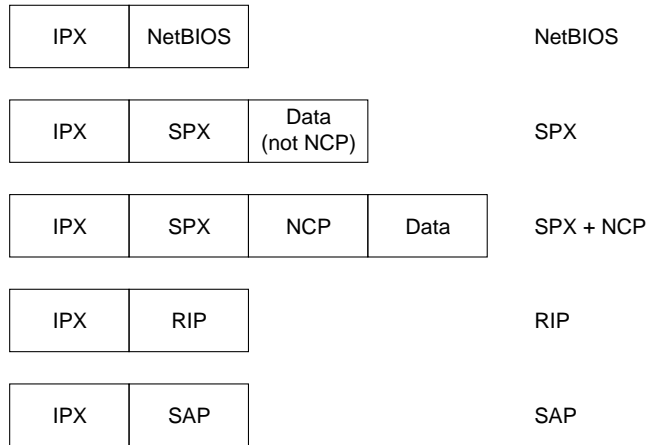 IPX NetBIOS NetBIOS
IPX SPX Data (not NCP) SPX
IPX SPX NCP Data SPX + NCP
IPX RIP RIP
IPX SAP SAP